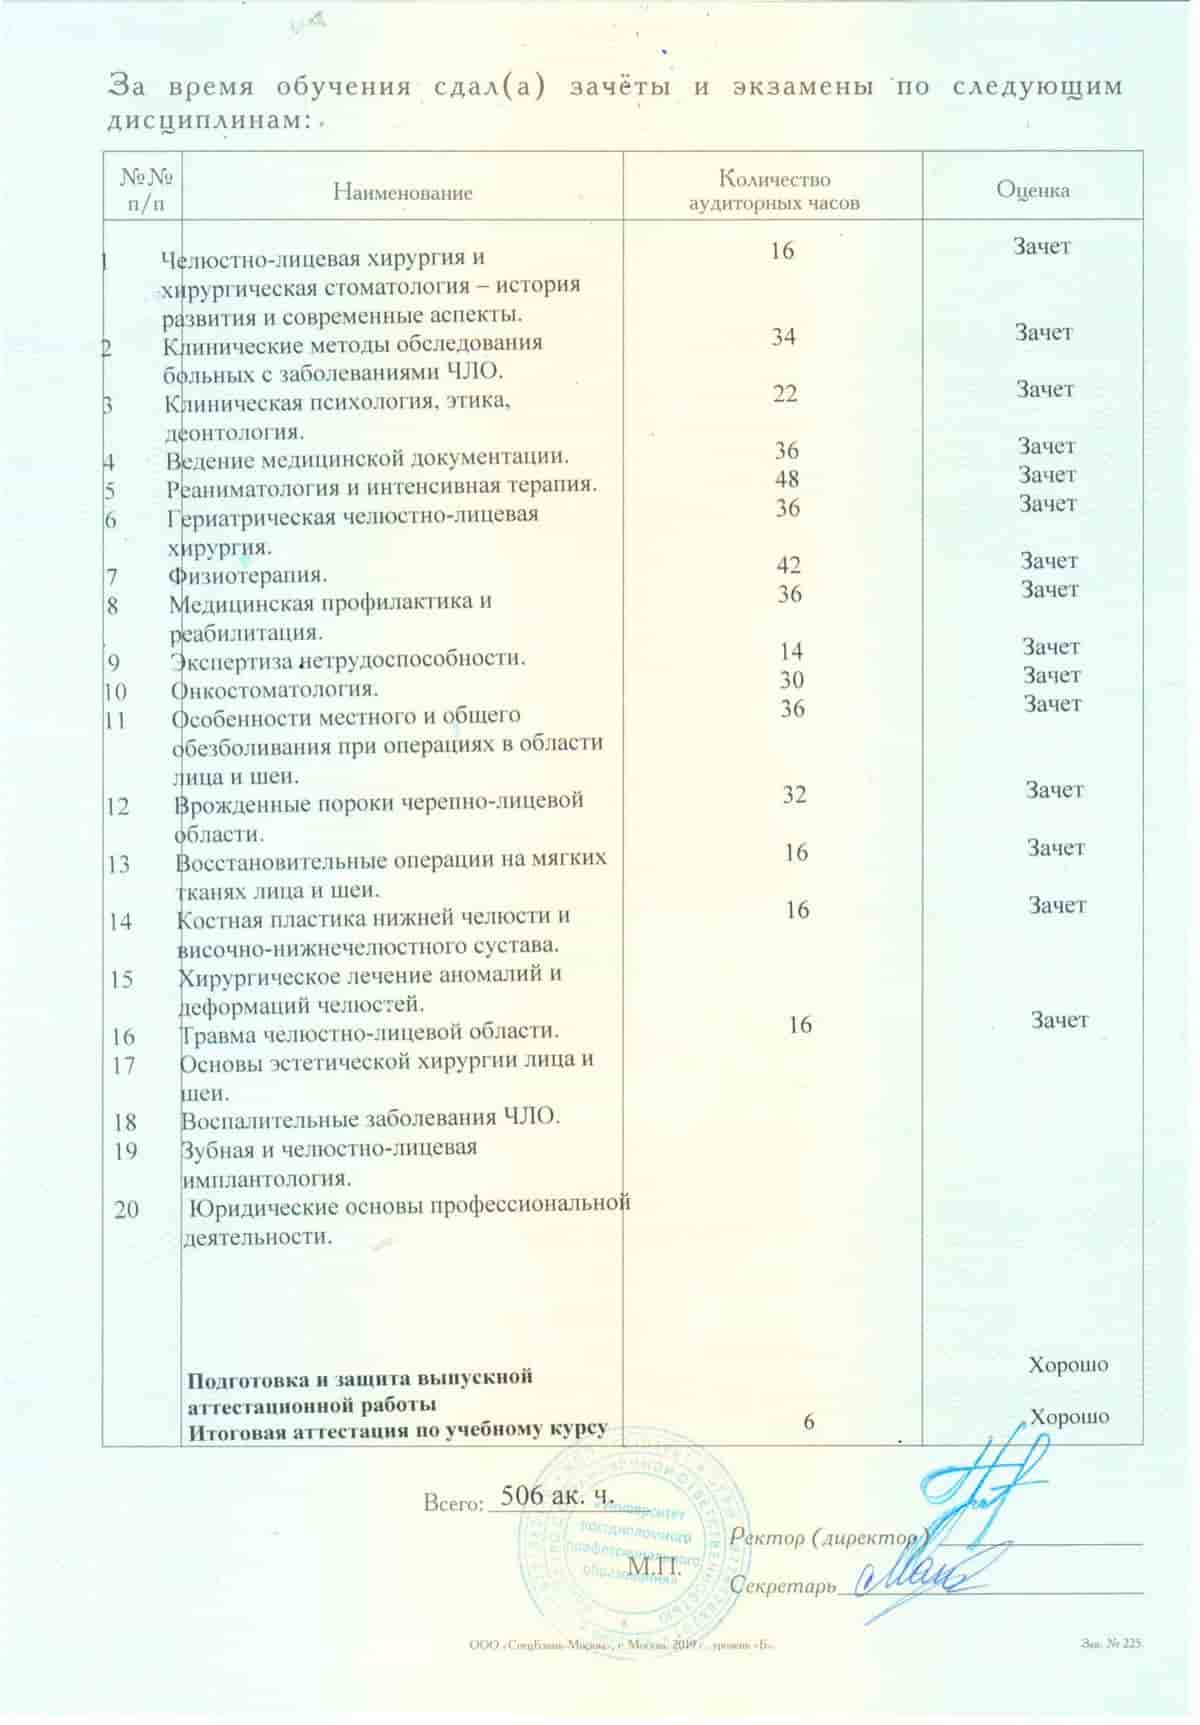 За время обучения сдал(а) зачёты и экзамены по следующим
дисциплинам:
№№
п/п
Наименование
Количество
аудиторных часов
Оценка
1 Челюстно-лицевая хирургия и 16 Зачет
хирургическая стоматология – история
развития и современные аспекты.
2 Клинические методы обследования 34 Зачет
больных с заболеваниями ЧЛО.
3 Клиническая психология, этика, 22 Зачет
деонтология.
4 Ведение медицинской документации. 36 Зачет
5 Реаниматология и интенсивная терапия. 48 Зачет
6 Гериатрическая челюстно-лицевая 36 Зачет
хирургия.
7 Физиотерапия. 42 Зачет
8 Медицинская профилактика и 36 Зачет
реабилитация.
9 Экспертиза нетрудоспособности. 14 Зачет
10 Онкостоматология. 30 Зачет
11 Особенности местного и общего 36 Зачет
обезболивания при операциях в области
лица и шеи.
12 Врожденные пороки черепно-лицевой 32 Зачет
области.
13 Восстановительные операции на мягких 16 Зачет
тканях лица и шеи.
14 Костная пластика нижней челюсти и 16 Зачет
височно-нижнечелюстного сустава.
15 Хирургическое лечение аномалий и
деформаций челюстей.
16 Травма челюстно-лицевой области. 16 Зачет
17 Основы эстетической хирургии лица и
шеи.
18 Воспалительные заболевания ЧЛО.
19 Зубная и челюстно-лицевая
имплантология.
20 Юридические основы профессиональной
деятельности.
Подготовка и защита выпускной Хорошо
аттестационной работы
Итоговая аттестация по учебному курсу 6 Хорошо
Всего: 506 ак. ч.
«Университет
постдипломного
профессионального
образования»
М.П.
Ректор (директор)
Секретарь
ООО «СпецБланк-Москва», г. Москва, 2019 г., уровень «Б».
Зак. № 225.